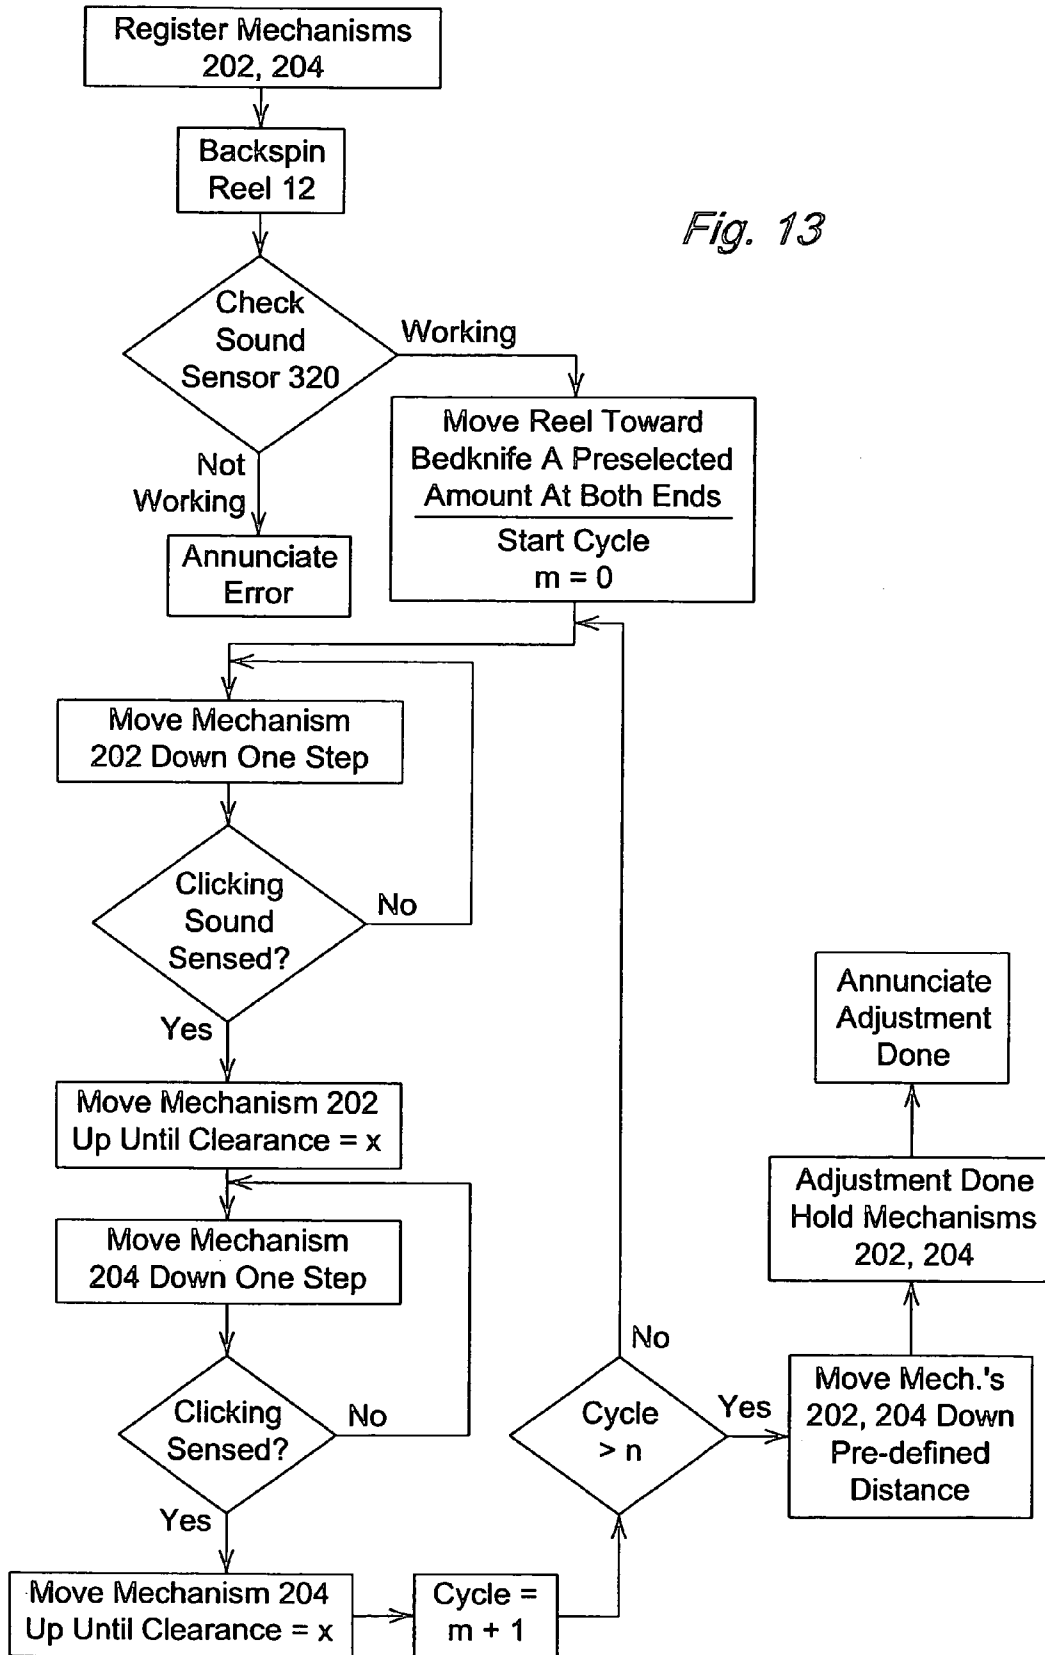 Register Mechanisms
202, 204
Backspin
Reel 12
Fig. 13
Check
Sound
Sensor 320
Working
Not
Working
Move Reel Toward
Bedknife A Preselected
Amount At Both Ends
Start Cycle
m = 0
Annunciate
Error
Move Mechanism
202 Down One Step
Clicking
Sound
Sensed?
No
Yes
Move Mechanism 202
Up Until Clearance = x
Move Mechanism
204 Down One Step
Clicking
Sensed?
No
Yes
Move Mechanism 204
Up Until Clearance = x
Cycle =
m + 1
Cycle
> n
No
Yes
Move Mech.'s
202, 204 Down
Pre-defined
Distance
Adjustment Done
Hold Mechanisms
202, 204
Annunciate
Adjustment
Done